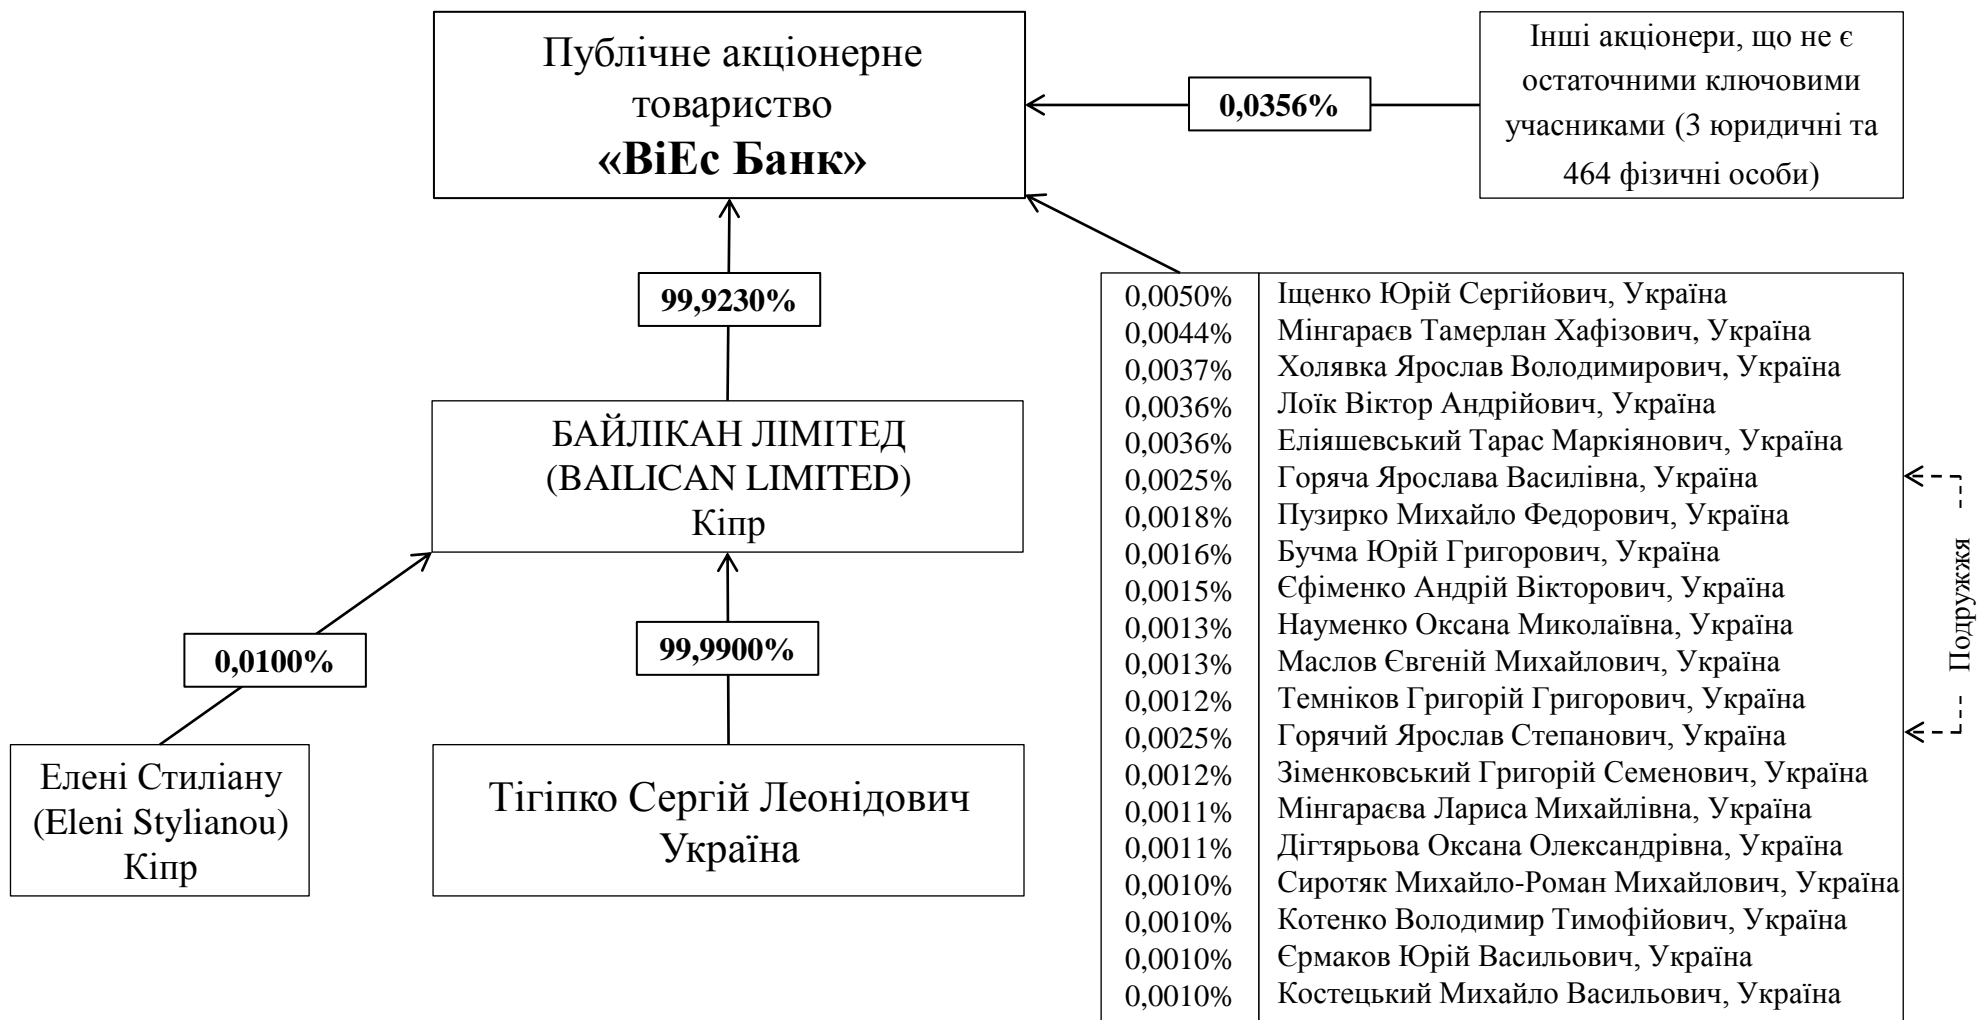 Публічне акціонерне
товариство
«ВіЕс Банк»
0,0356%
Інші акціонери, що не є
остаточними ключовими
учасниками (3 юридичні та
464 фізичні особи)
99,9230%
БАЙЛІКАН ЛІМІТЕД
(BAILICAN LIMITED)
Кіпр
0,0100%
99,9900%
Елені Стиліану
(Eleni Stylianou)
Кіпр
Тігіпко Сергій Леонідович
Україна
0,0050% Іщенко Юрій Сергійович, Україна
0,0044% Мінгараєв Тамерлан Хафізович, Україна
0,0037% Холявка Ярослав Володимирович, Україна
0,0036% Лоїк Віктор Андрійович, Україна
0,0036% Еліяшевський Тарас Маркіянович, Україна
0,0025% Горяча Ярослава Василівна, Україна
0,0018% Пузирко Михайло Федорович, Україна
0,0016% Бучма Юрій Григорович, Україна
0,0015% Єфіменко Андрій Вікторович, Україна
0,0013% Науменко Оксана Миколаївна, Україна
0,0013% Маслов Євгеній Михайлович, Україна
0,0012% Темніков Григорій Григорович, Україна
0,0025% Горячий Ярослав Степанович, Україна
0,0012% Зіменковський Григорій Семенович, Україна
0,0011% Мінгараєва Лариса Михайлівна, Україна
0,0011% Дігтярьова Оксана Олександрівна, Україна
0,0010% Сиротяк Михайло-Роман Михайлович, Україна
0,0010% Котенко Володимир Тимофійович, Україна
0,0010% Єрмаков Юрій Васильович, Україна
0,0010% Костецький Михайло Васильович, Україна
Подружжя